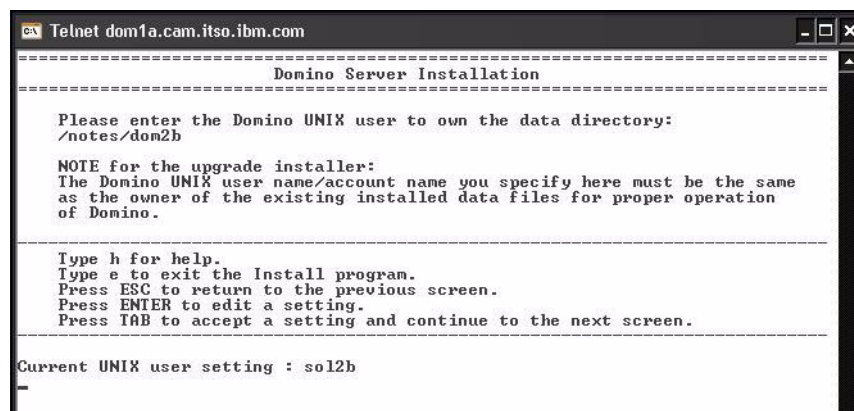 Telnet dom1a.cam.itso.ibm.com
Domino Server Installation
Please enter the Domino UNIX user to own the data directory:
/notes/dom2b
NOTE for the upgrade installer:
The Domino UNIX user name/account name you specify here must be the same
as the owner of the existing installed data files for proper operation
of Domino.
Type h for help.
Type e to exit the Install program.
Press ESC to return to the previous screen.
Press ENTER to edit a setting.
Press TAB to accept a setting and continue to the next screen.
Current UNIX user setting : sol2b